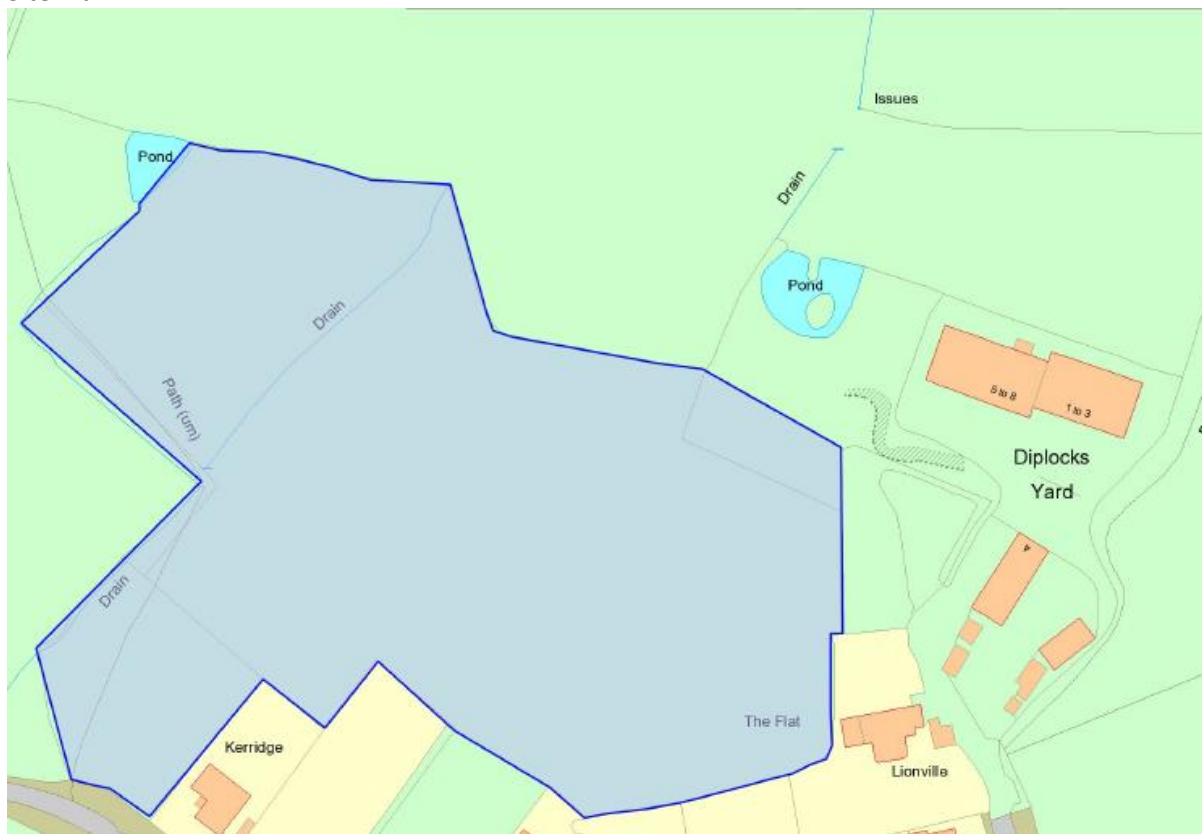 Issues
Pond
Drain
Pond
Drain
5 to 8
1 to 3
Path (um)
Diplocks
Yard
4
Drain
The Flat
Kerridge
Lionville